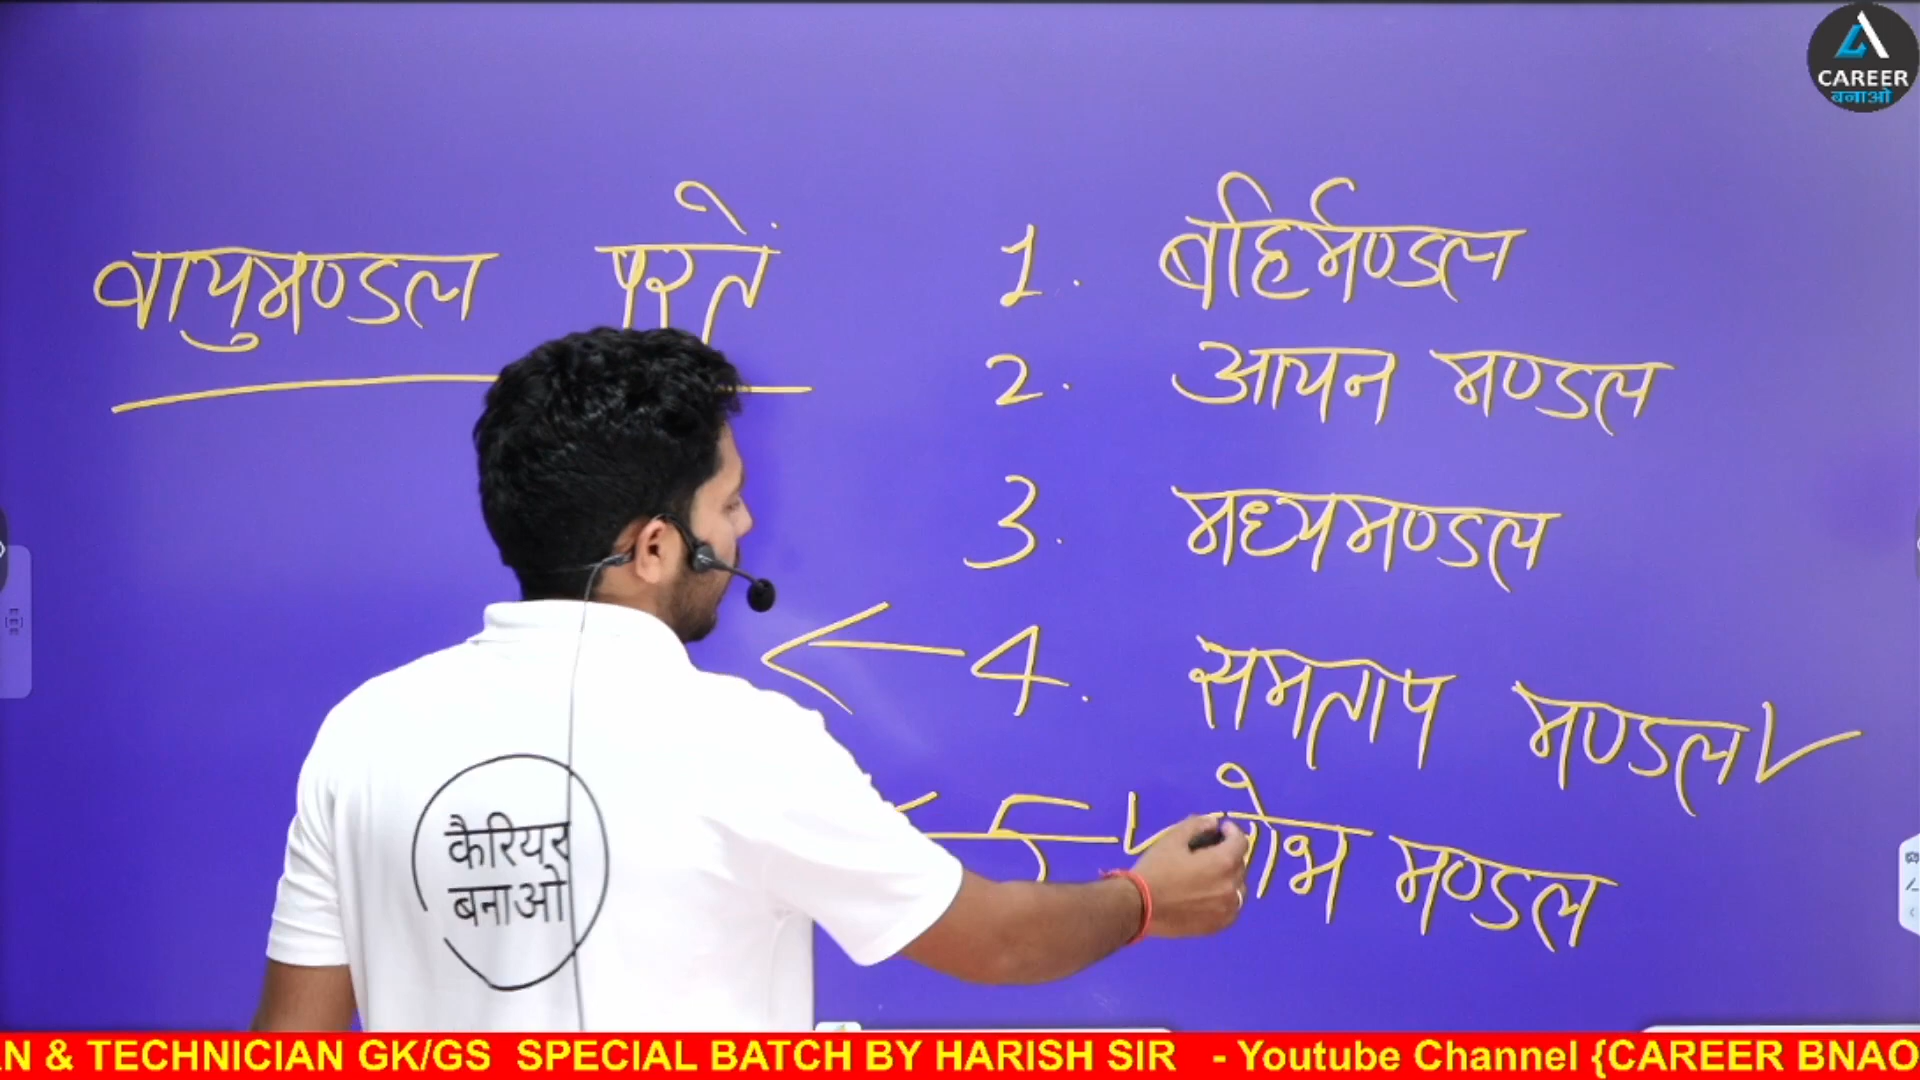 CAREER
बनाओ
वायुमण्डल परतें
1. बहिर्मण्डल
2. आयन मण्डल
3. मध्यमण्डल
4. समताप मण्डल
5 मण्डल
कैरियर
बनाओ
N & TECHNICIAN GK/GS SPECIAL BATCH BY HARISH SIR - Youtube Channel {CAREER BNAO